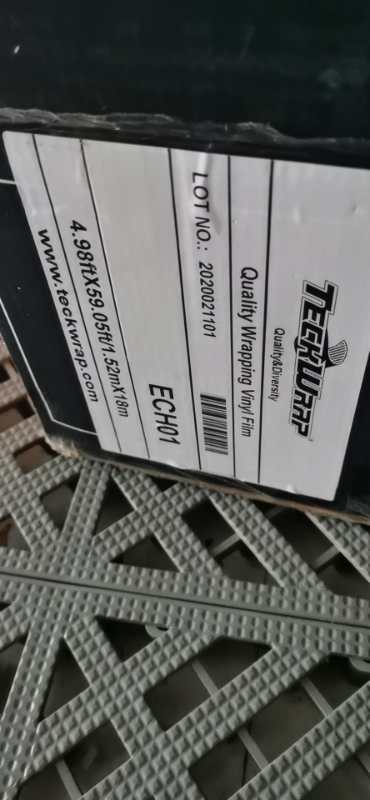 TECKWRAP
Quality&Diversity
Quality Wrapping Vinyl Film
LOT NO.: 2020021101
ECH01
4.98ftX59.05ft/1.52mX18m
www.teckwrap.com